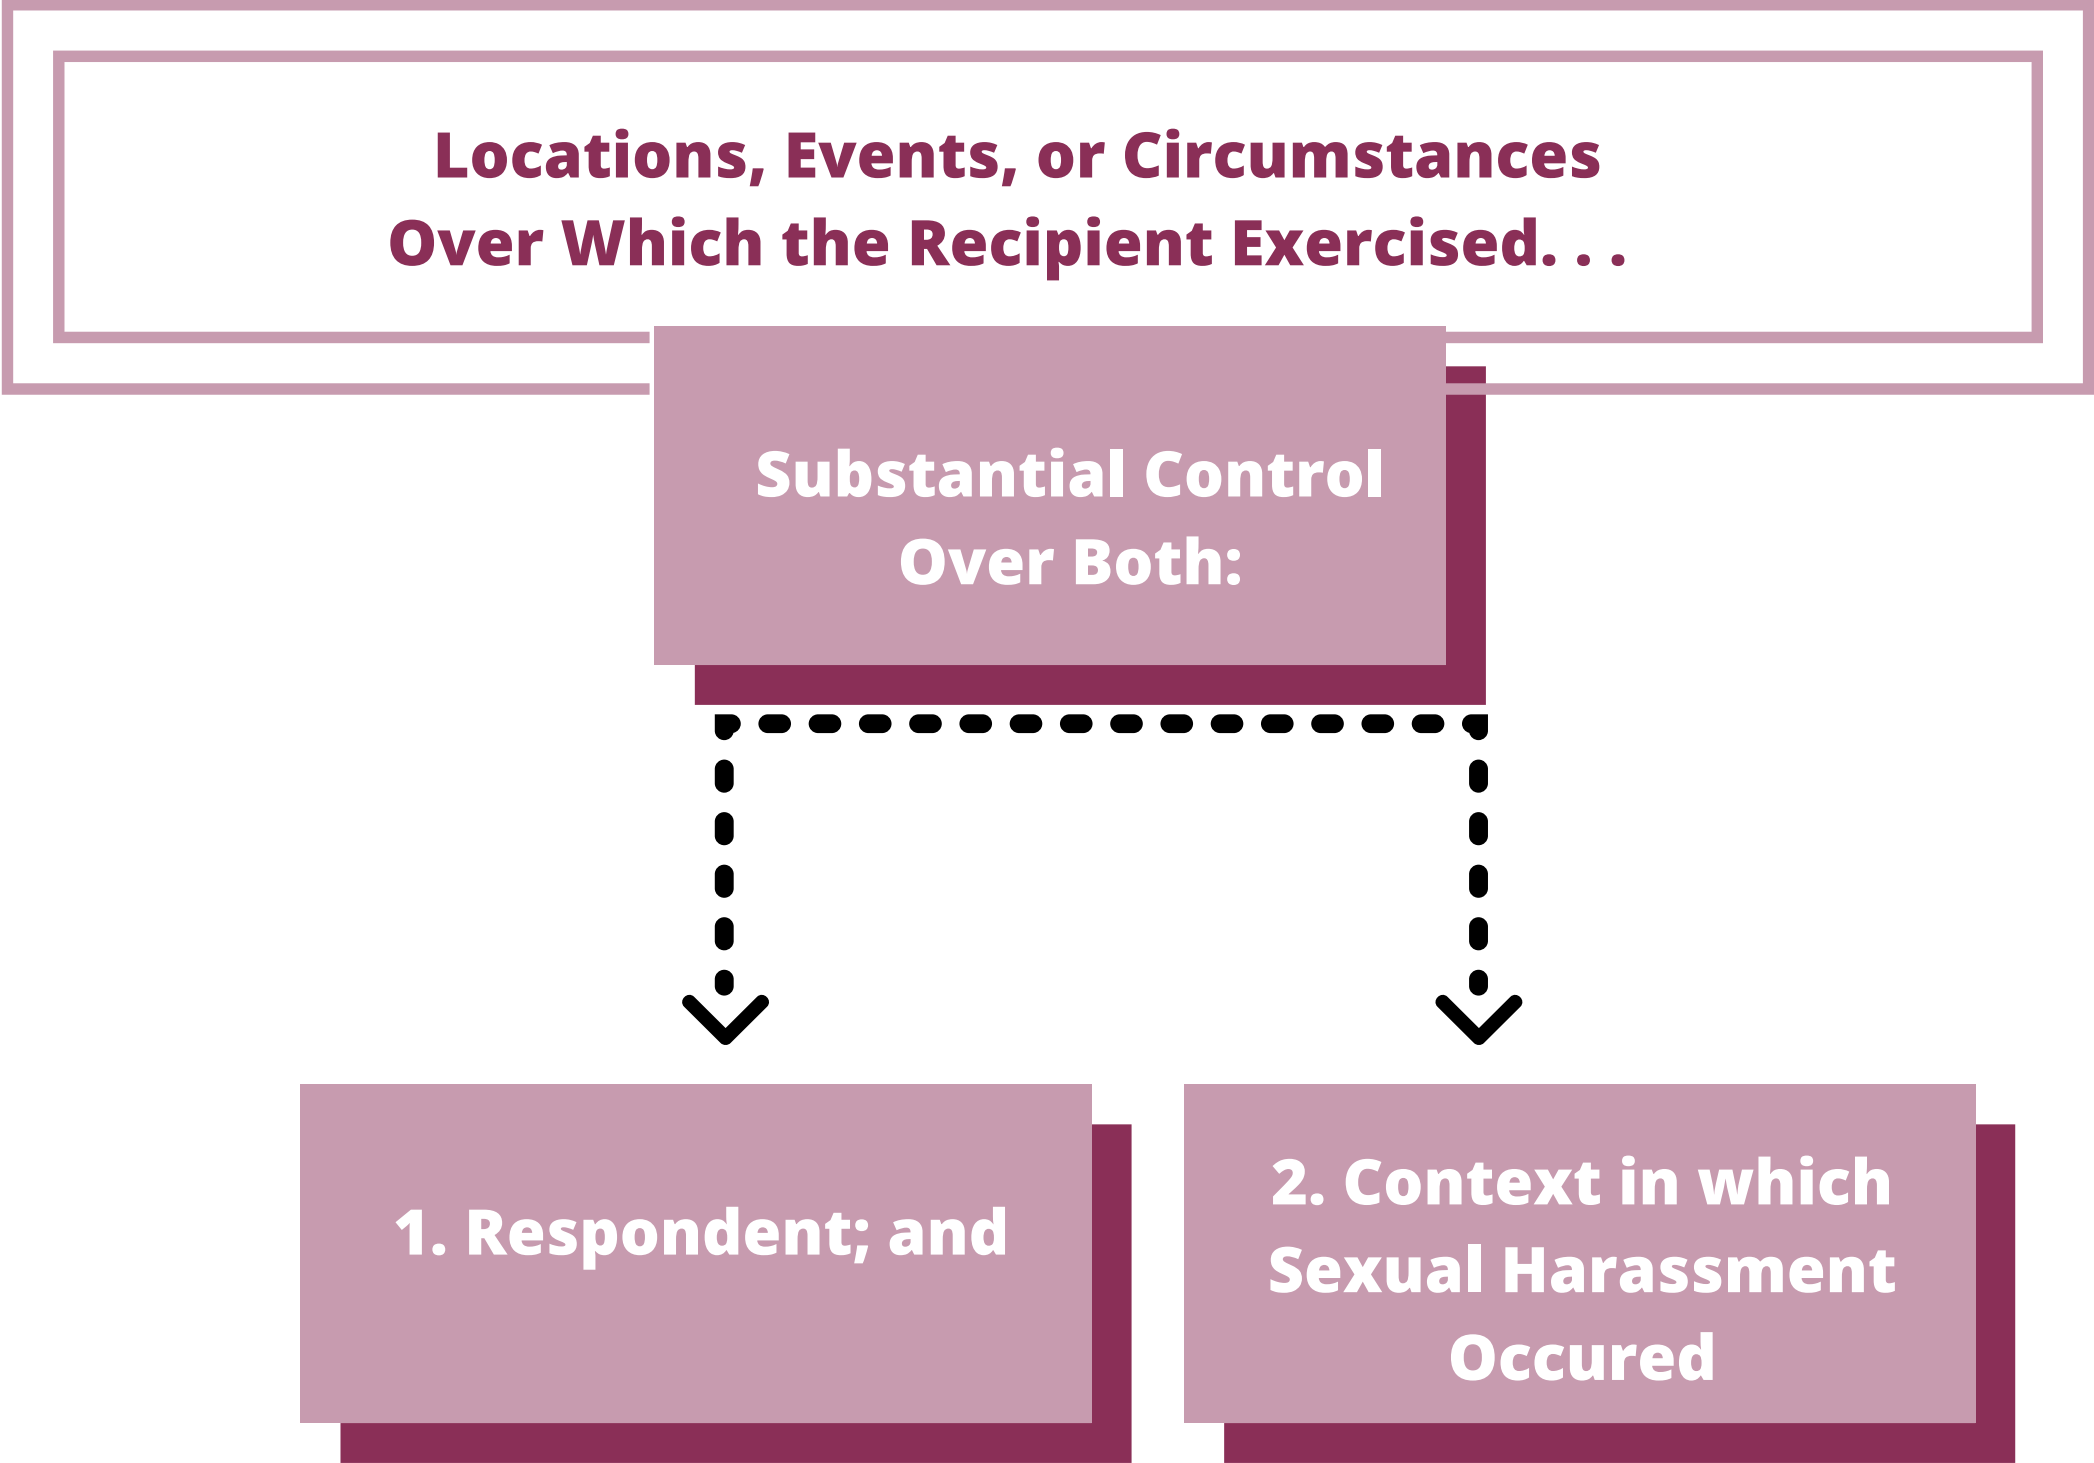 Locations, Events, or Circumstances
Over Which the Recipient Exercised. . .
Substantial Control
Over Both:
1. Respondent; and
2. Context in which
Sexual Harassment
Occured